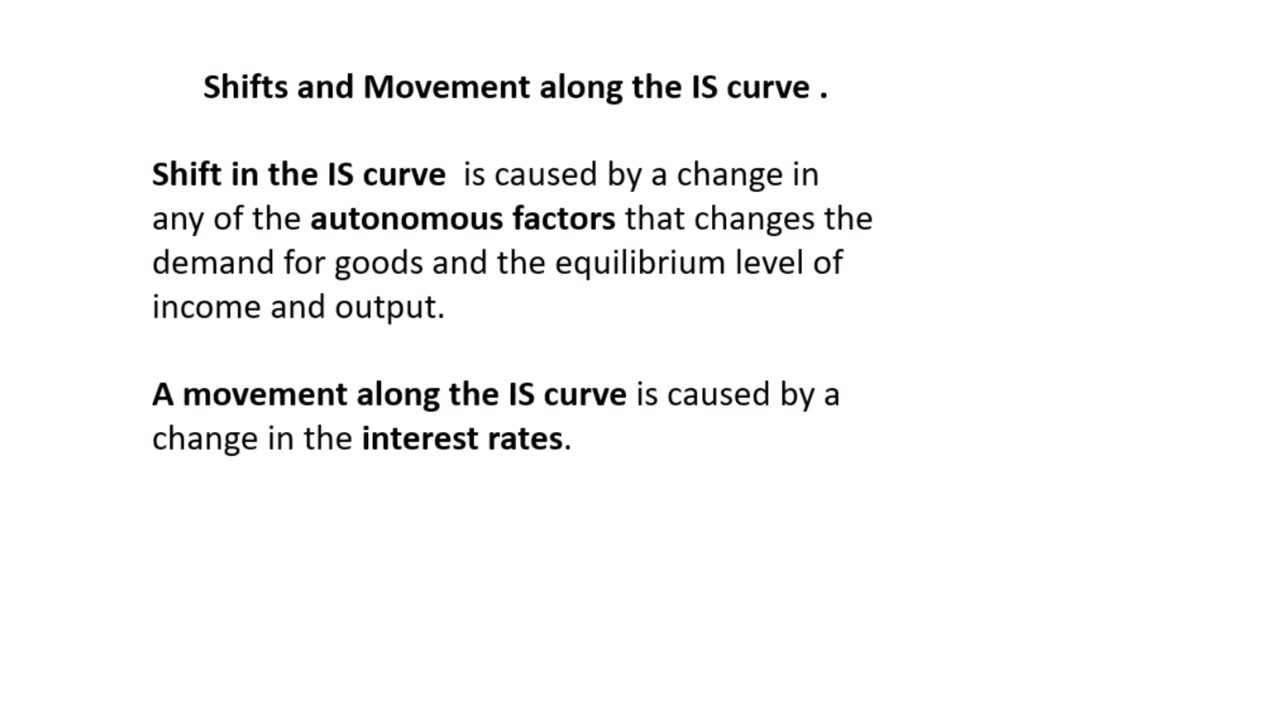 Shifts and Movement along the IS curve .
Shift in the IS curve is caused by a change in
any of the autonomous factors that changes the
demand for goods and the equilibrium level of
income and output.
A movement along the IS curve is caused by a
change in the interest rates.